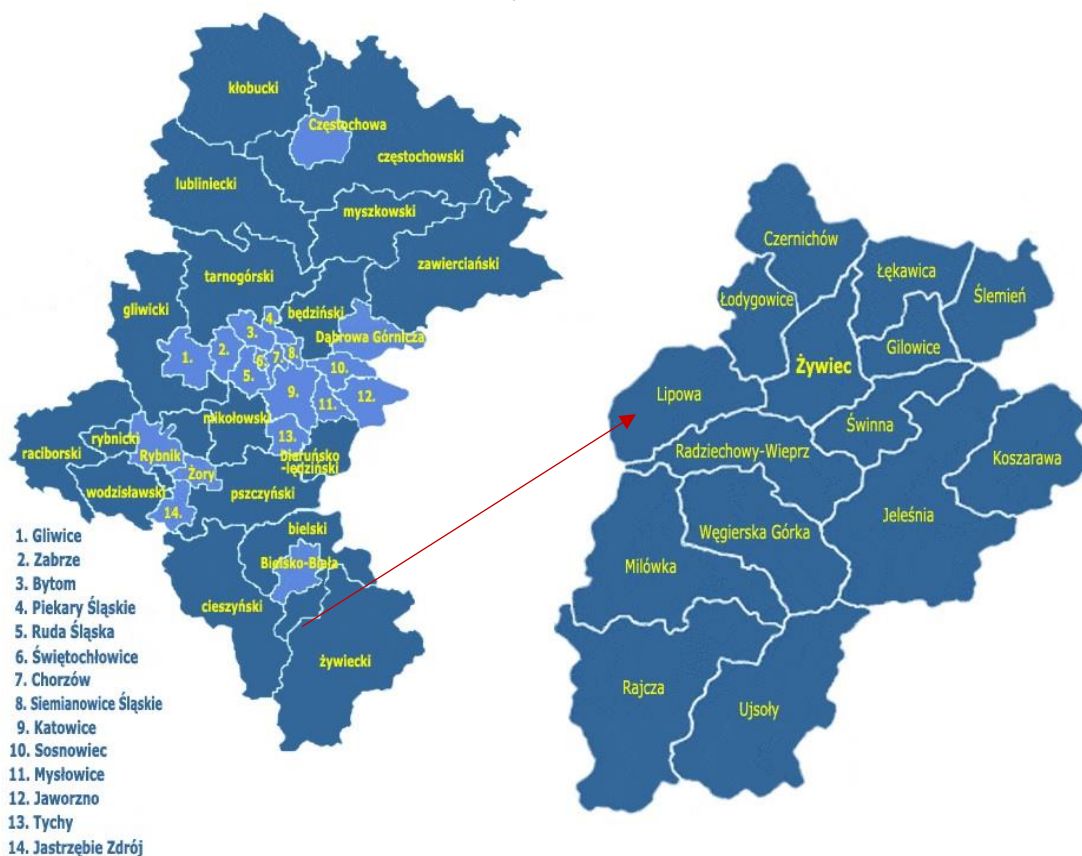 kłobucki
Częstochowa
częstochowski
lubliniecki
myszkowski
zawierciański
tarnogórski
gliwicki
będziński
Dąbrowa Górnicza
4.
3.
2.
1.
8.
7.
6.
5.
10.
9.
12.
11.
mikołowski
13.
rybnicki
Rybnik
raciborski
Bieruńsko
-lędziński
Żory
wodzisławski
pszczyński
14.
bielski
Bielsko-Biała
cieszyński
żywiecki
1. Gliwice
2. Zabrze
3. Bytom
4. Piekary Śląskie
5. Ruda Śląska
6. Świętochłowice
7. Chorzów
8. Siemianowice Śląskie
9. Katowice
10. Sosnowiec
11. Mysłowice
12. Jaworzno
13. Tychy
14. Jastrzębie Zdrój
Czernichów
Łękawica
Ślemień
Łodygowice
Gilowice
Żywiec
Lipowa
Świnna
Radziechowy-Wieprz
Koszarawa
Jeleśnia
Węgierska Górka
Milówka
Rajcza
Ujsoły